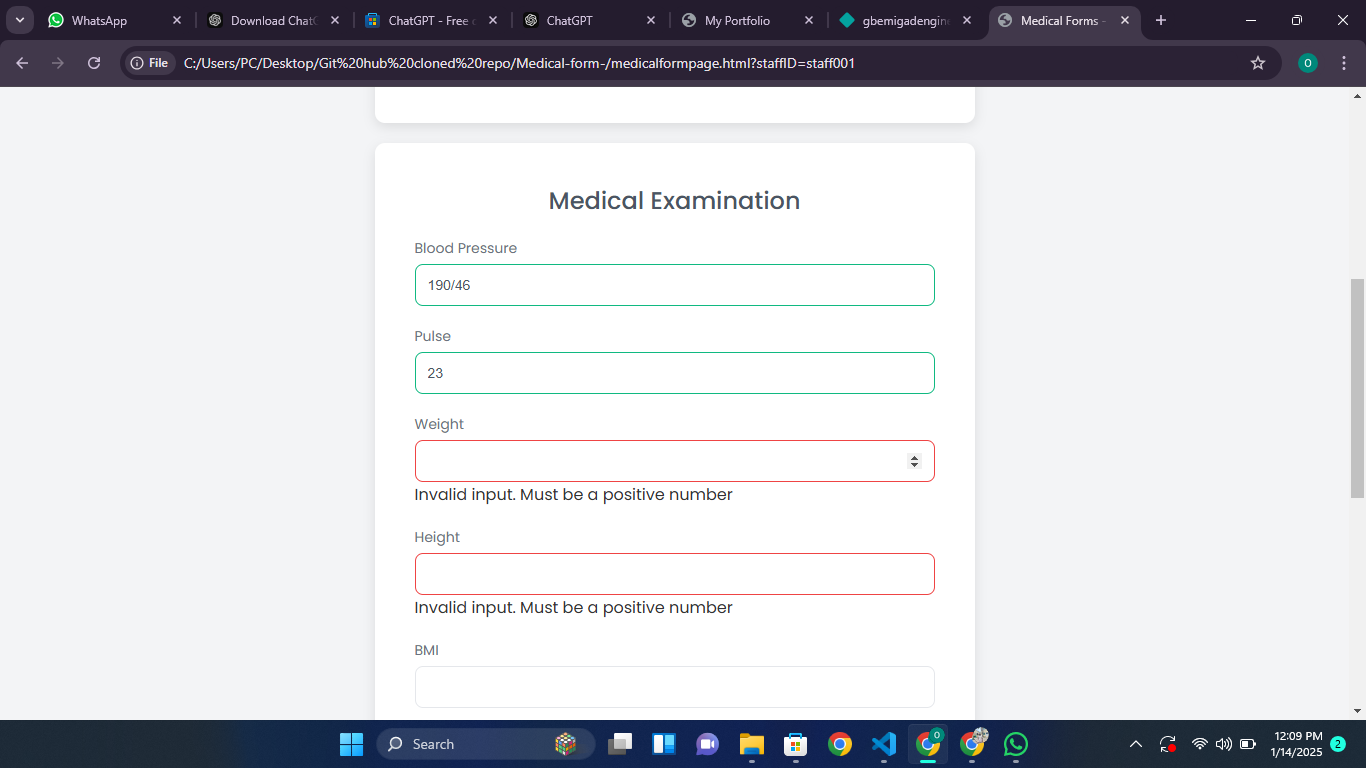 WhatsApp
Download ChatG
ChatGPT - Free c
ChatGPT
My Portfolio
gbemigadengin
Medical Forms -
File
C:/Users/PC/Desktop/Git%20hub%20cloned%20repo/Medical-form-/medicalformpage.html?staffID=staff001
O
Medical Examination
Blood Pressure
190/46
Pulse
23
Weight
Invalid input. Must be a positive number
Height
Invalid input. Must be a positive number
BMI
Search
O
12:09 PM
1/14/2025
2